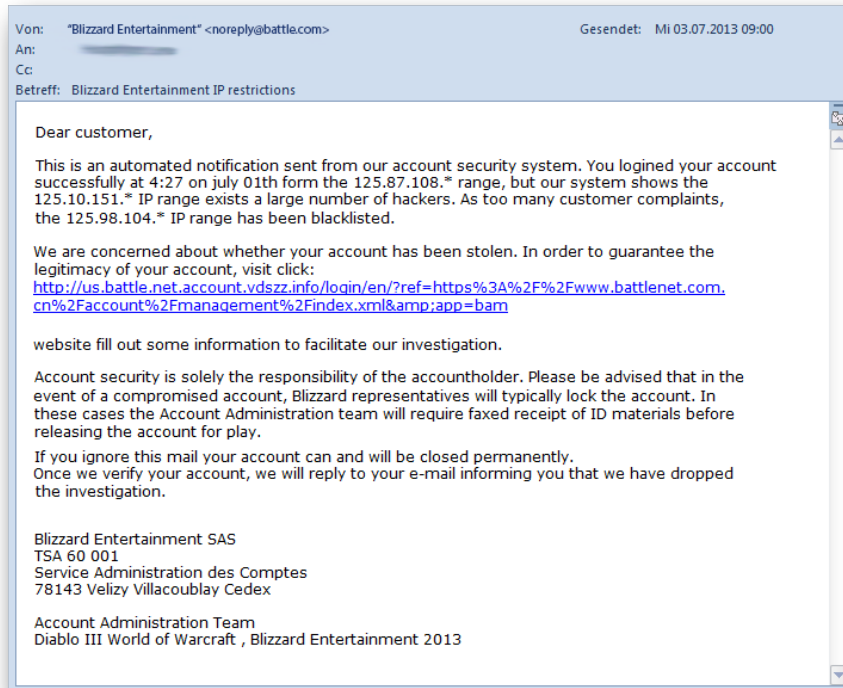 Von: "Blizzard Entertainment" <noreply@battle.com> Gesendet: Mi 03.07.2013 09:00
An:
Cc:
Betreff: Blizzard Entertainment IP restrictions
Dear customer,
This is an automated notification sent from our account security system. You logined your account
successfully at 4:27 on july 01th form the 125.87.108.* range, but our system shows the
125.10.151.* IP range exists a large number of hackers. As too many customer complaints,
the 125.98.104.* IP range has been blacklisted.
We are concerned about whether your account has been stolen. In order to guarantee the
legitimacy of your account, visit click:
http://us.battle.net.account.vdszz.info/login/en/?ref=https%3A%2F%2Fwww.battlenet.com.
cn%2Faccount%2Fmanagement%2Findex.xml&amp;app=bam
website fill out some information to facilitate our investigation.
Account security is solely the responsibility of the accountholder. Please be advised that in the
event of a compromised account, Blizzard representatives will typically lock the account. In
these cases the Account Administration team will require faxed receipt of ID materials before
releasing the account for play.
If you ignore this mail your account can and will be closed permanently.
Once we verify your account, we will reply to your e-mail informing you that we have dropped
the investigation.
Blizzard Entertainment SAS
TSA 60 001
Service Administration des Comptes
78143 Velizy Villacoublay Cedex
Account Administration Team
Diablo III World of Warcraft , Blizzard Entertainment 2013